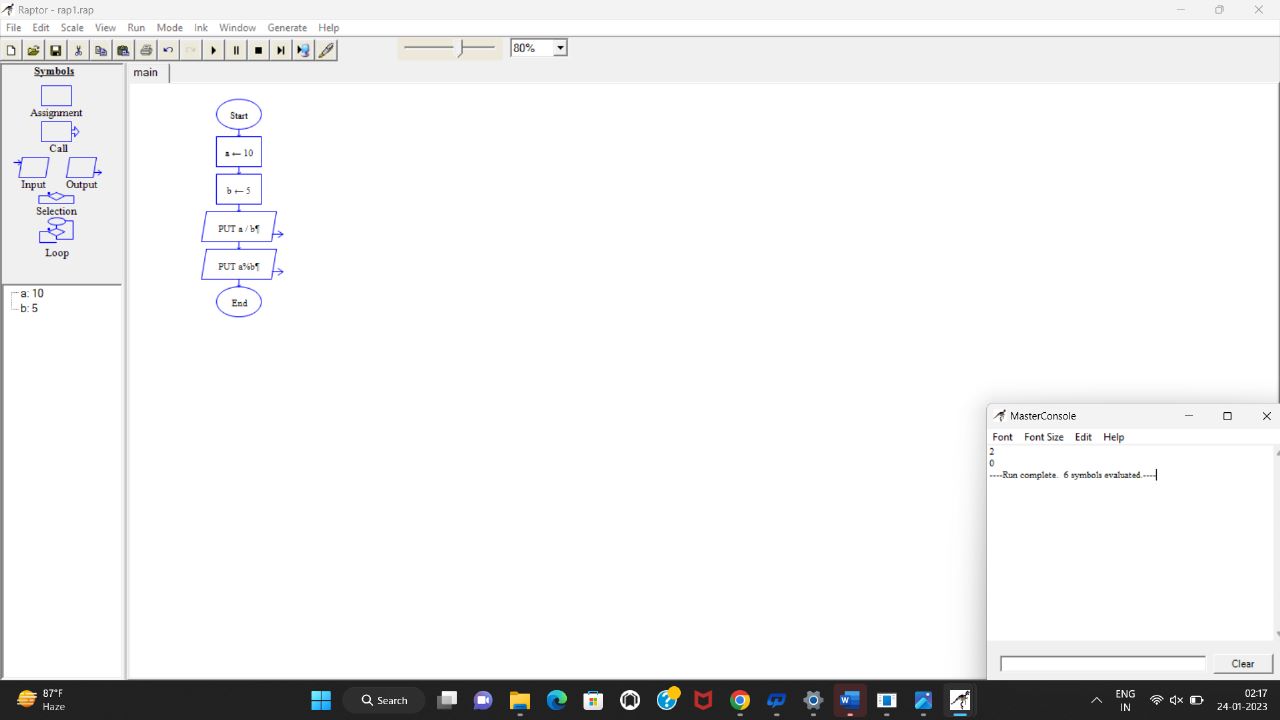 Raptor - rap1.rap
File Edit Scale View Run Mode Ink Window Generate Help
80%
Symbols
Assignment
Call
Input Output
Selection
Loop
a: 10
b: 5
main
Start
a ← 10
b ← 5
PUT a / b¶
PUT a%b¶
End
MasterConsole
Font Font Size Edit Help
2
0
----Run complete. 6 symbols evaluated.----
Clear
87°F
Haze
Search
ENG
IN
02:17
24-01-2023